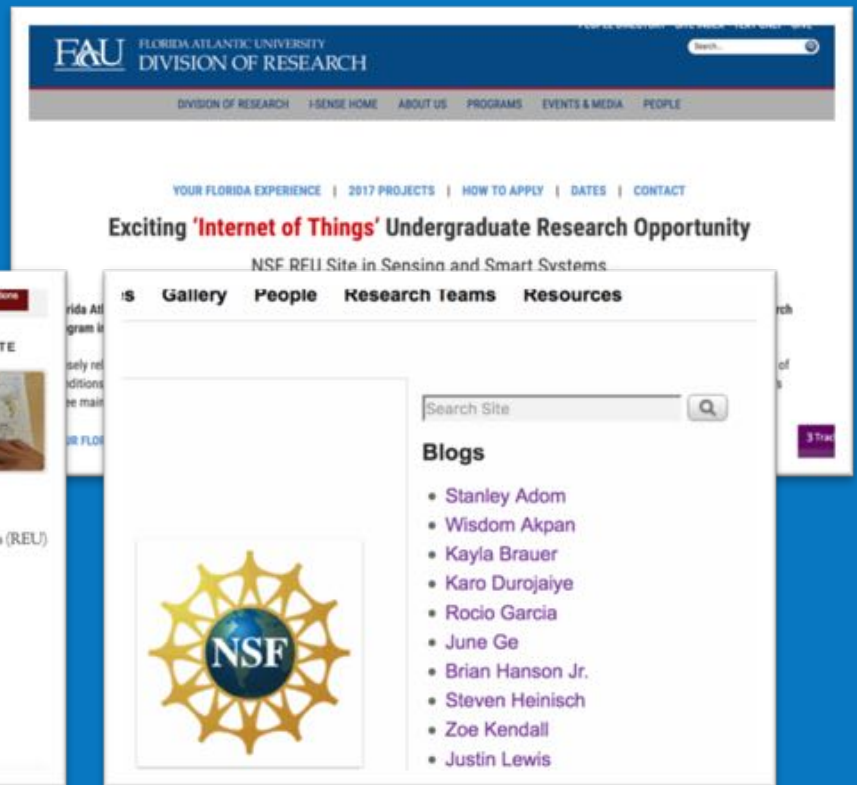 FAU FLORIDA ATLANTIC UNIVERSITY
DIVISION OF RESEARCH
Search...
DIVISION OF RESEARCH I-SENSE HOME ABOUT US PROGRAMS EVENTS & MEDIA PEOPLE
YOUR FLORIDA EXPERIENCE | 2017 PROJECTS | HOW TO APPLY | DATES | CONTACT
Exciting 'Internet of Things' Undergraduate Research Opportunity
NSF REU Site in Sensing and Smart Systems
(REU)
Gallery People Research Teams Resources
Search Site
Blogs
• Stanley Adom
• Wisdom Akpan
• Kayla Brauer
• Karo Durojaiye
• Rocio Garcia
• June Ge
• Brian Hanson Jr.
• Steven Heinisch
• Zoe Kendall
• Justin Lewis
NSF